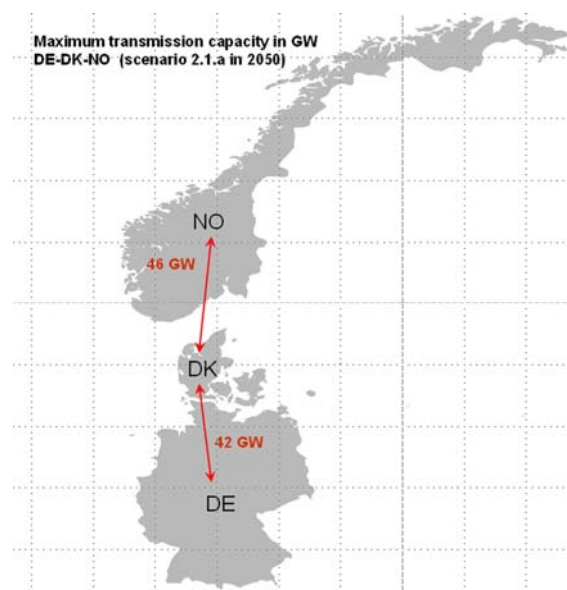 Maximum transmission capacity in GW
DE-DK-NO (scenario 2.1.a in 2050)
NO
46 GW
DK
42 GW
DE